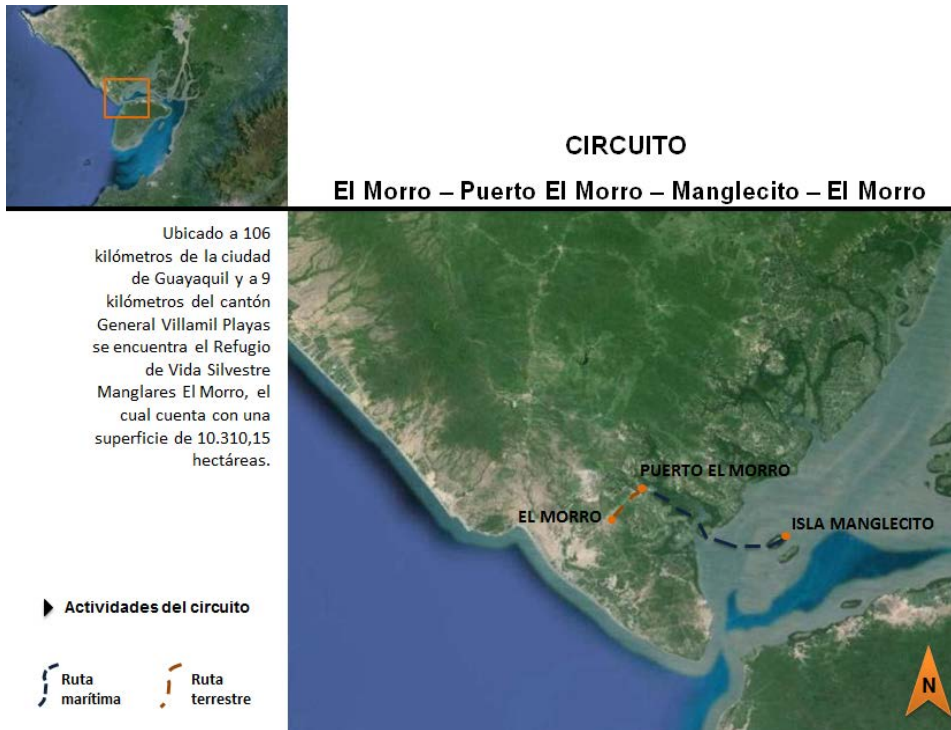 CIRCUITO
El Morro – Puerto El Morro – Manglecito – El Morro
Ubicado a 106
kilómetros de la ciudad
de Guayaquil y a 9
kilómetros del cantón
General Villamil Playas
se encuentra el Refugio
de Vida Silvestre
Manglares El Morro, el
cual cuenta con una
superficie de 10.310,15
hectáreas.
PUERTO EL MORRO
EL MORRO
ISLA MANGLECITO
Actividades del circuito
Ruta
marítima
Ruta
terrestre
N